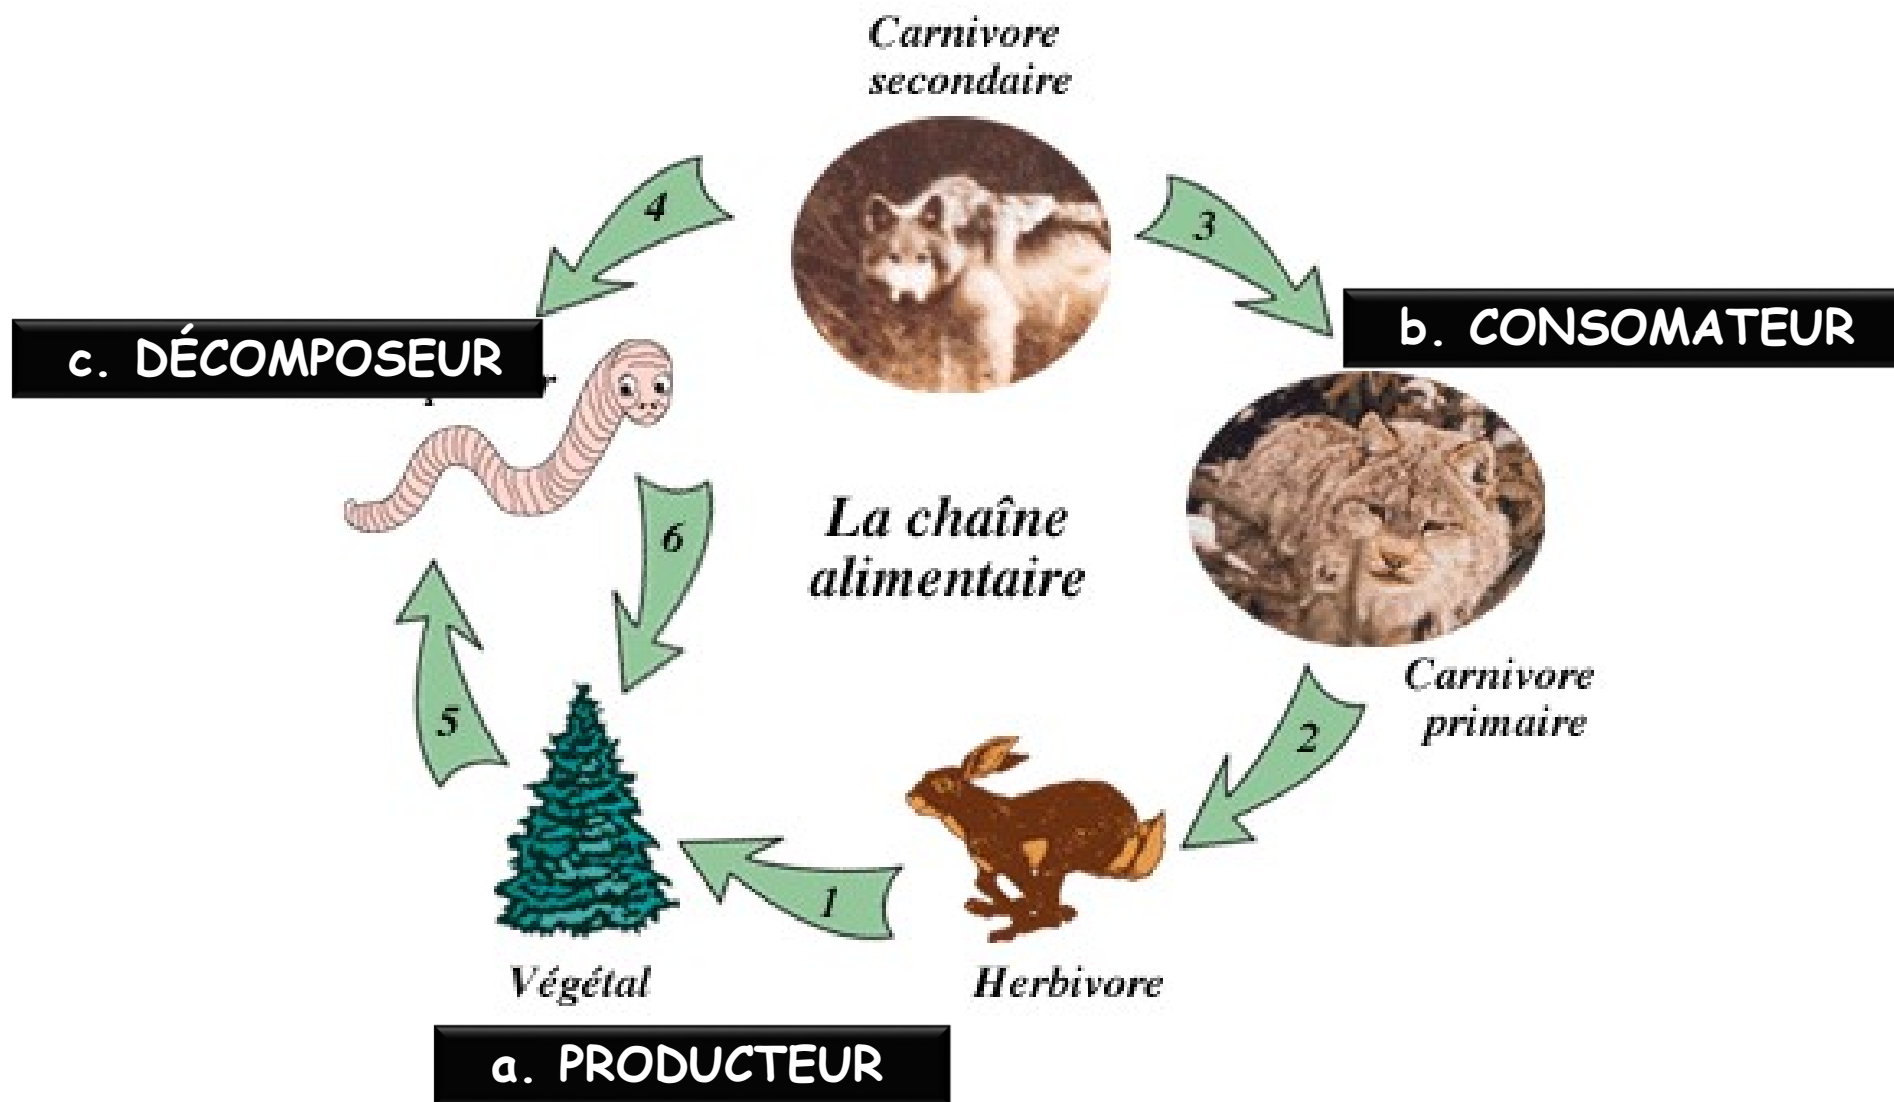 Carnivore
secondaire
4
3
c. DÉCOMPOSEUR
b. CONSOMATEUR
La chaîne
alimentaire
6
Carnivore
primaire
5
2
1
Végétal
Herbivore
a. PRODUCTEUR